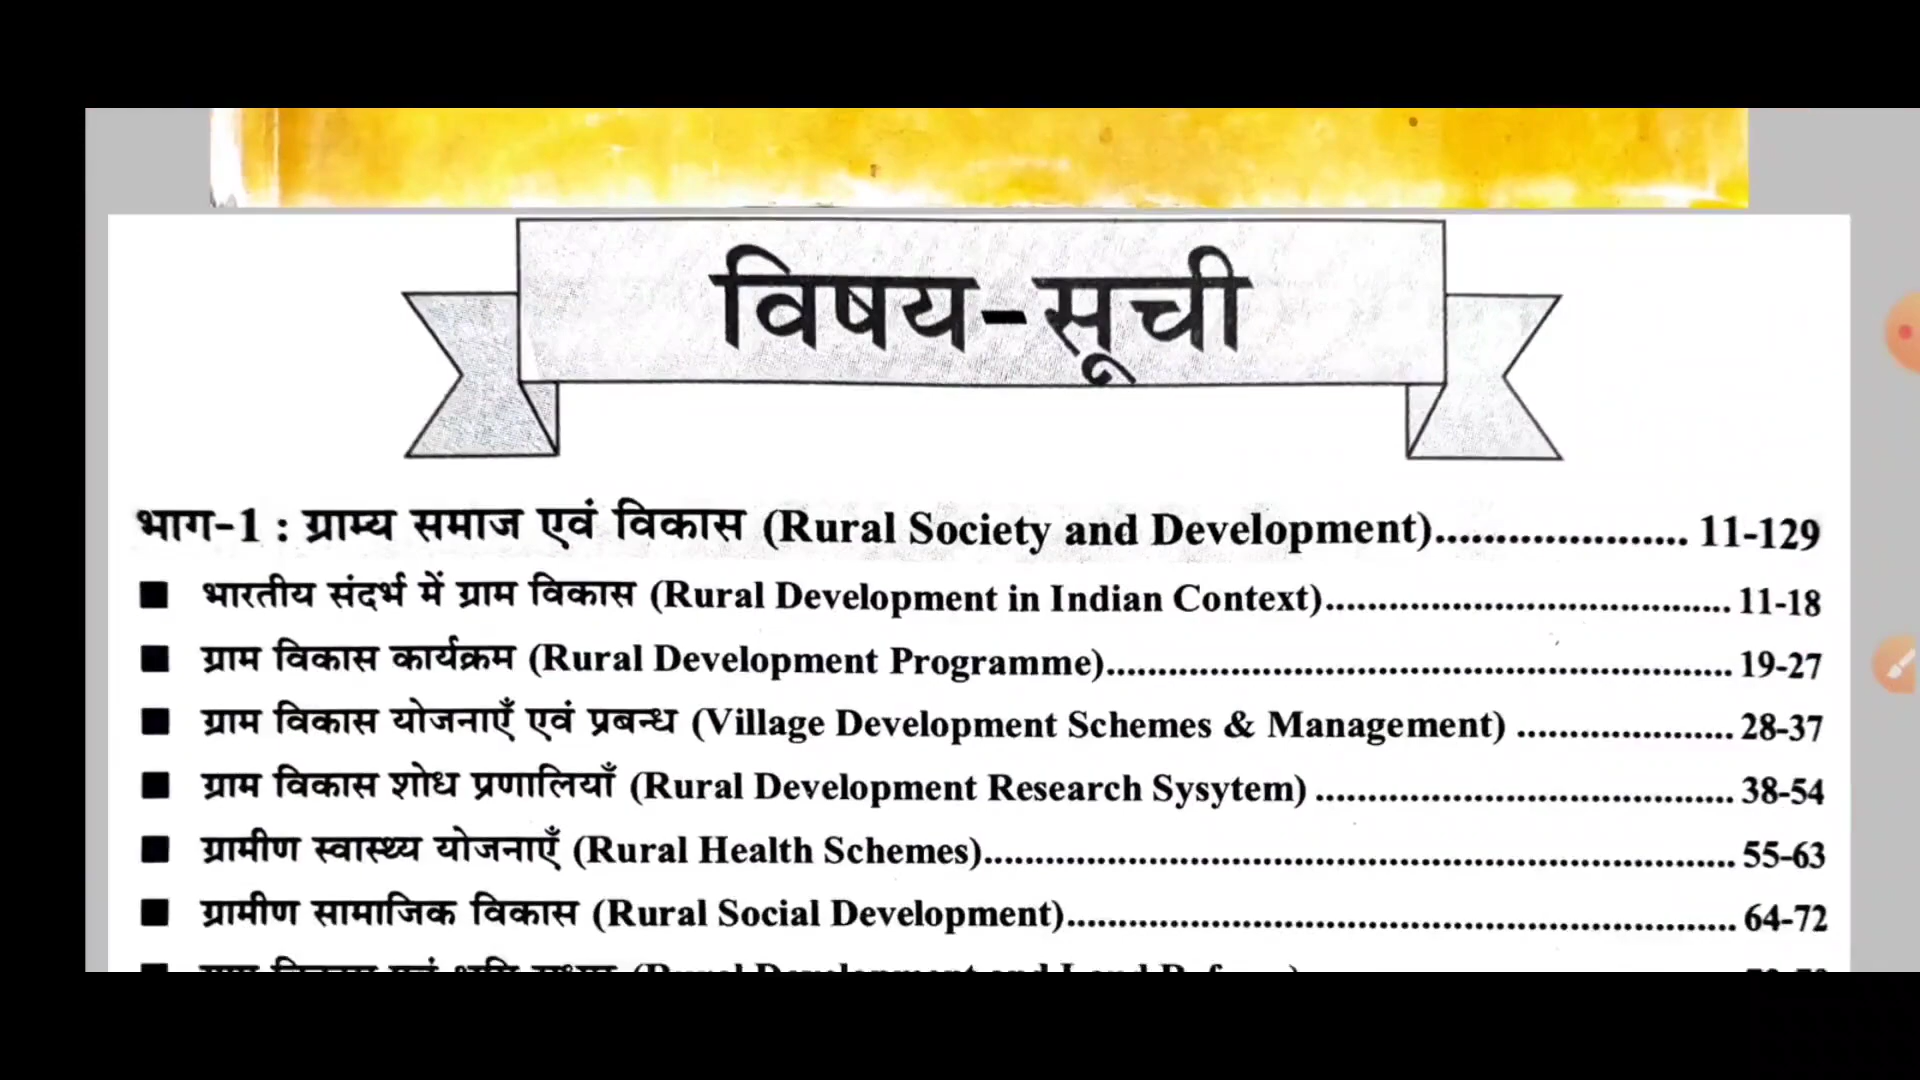 विषय-सूची
भाग-1 : ग्राम्य समाज एवं विकास (Rural Society and Development)..................... 11-129
■ भारतीय संदर्भ में ग्राम विकास (Rural Development in Indian Context)....................................... 11-18
■ ग्राम विकास कार्यक्रम (Rural Development Programme)............................................................ 19-27
■ ग्राम विकास योजनाएँ एवं प्रबन्ध (Village Development Schemes & Management) ..................... 28-37
■ ग्राम विकास शोध प्रणालियाँ (Rural Development Research Sysytem) ........................................ 38-54
■ ग्रामीण स्वास्थ्य योजनाएँ (Rural Health Schemes)........................................................................ 55-63
■ ग्रामीण सामाजिक विकास (Rural Social Development)................................................................ 64-72